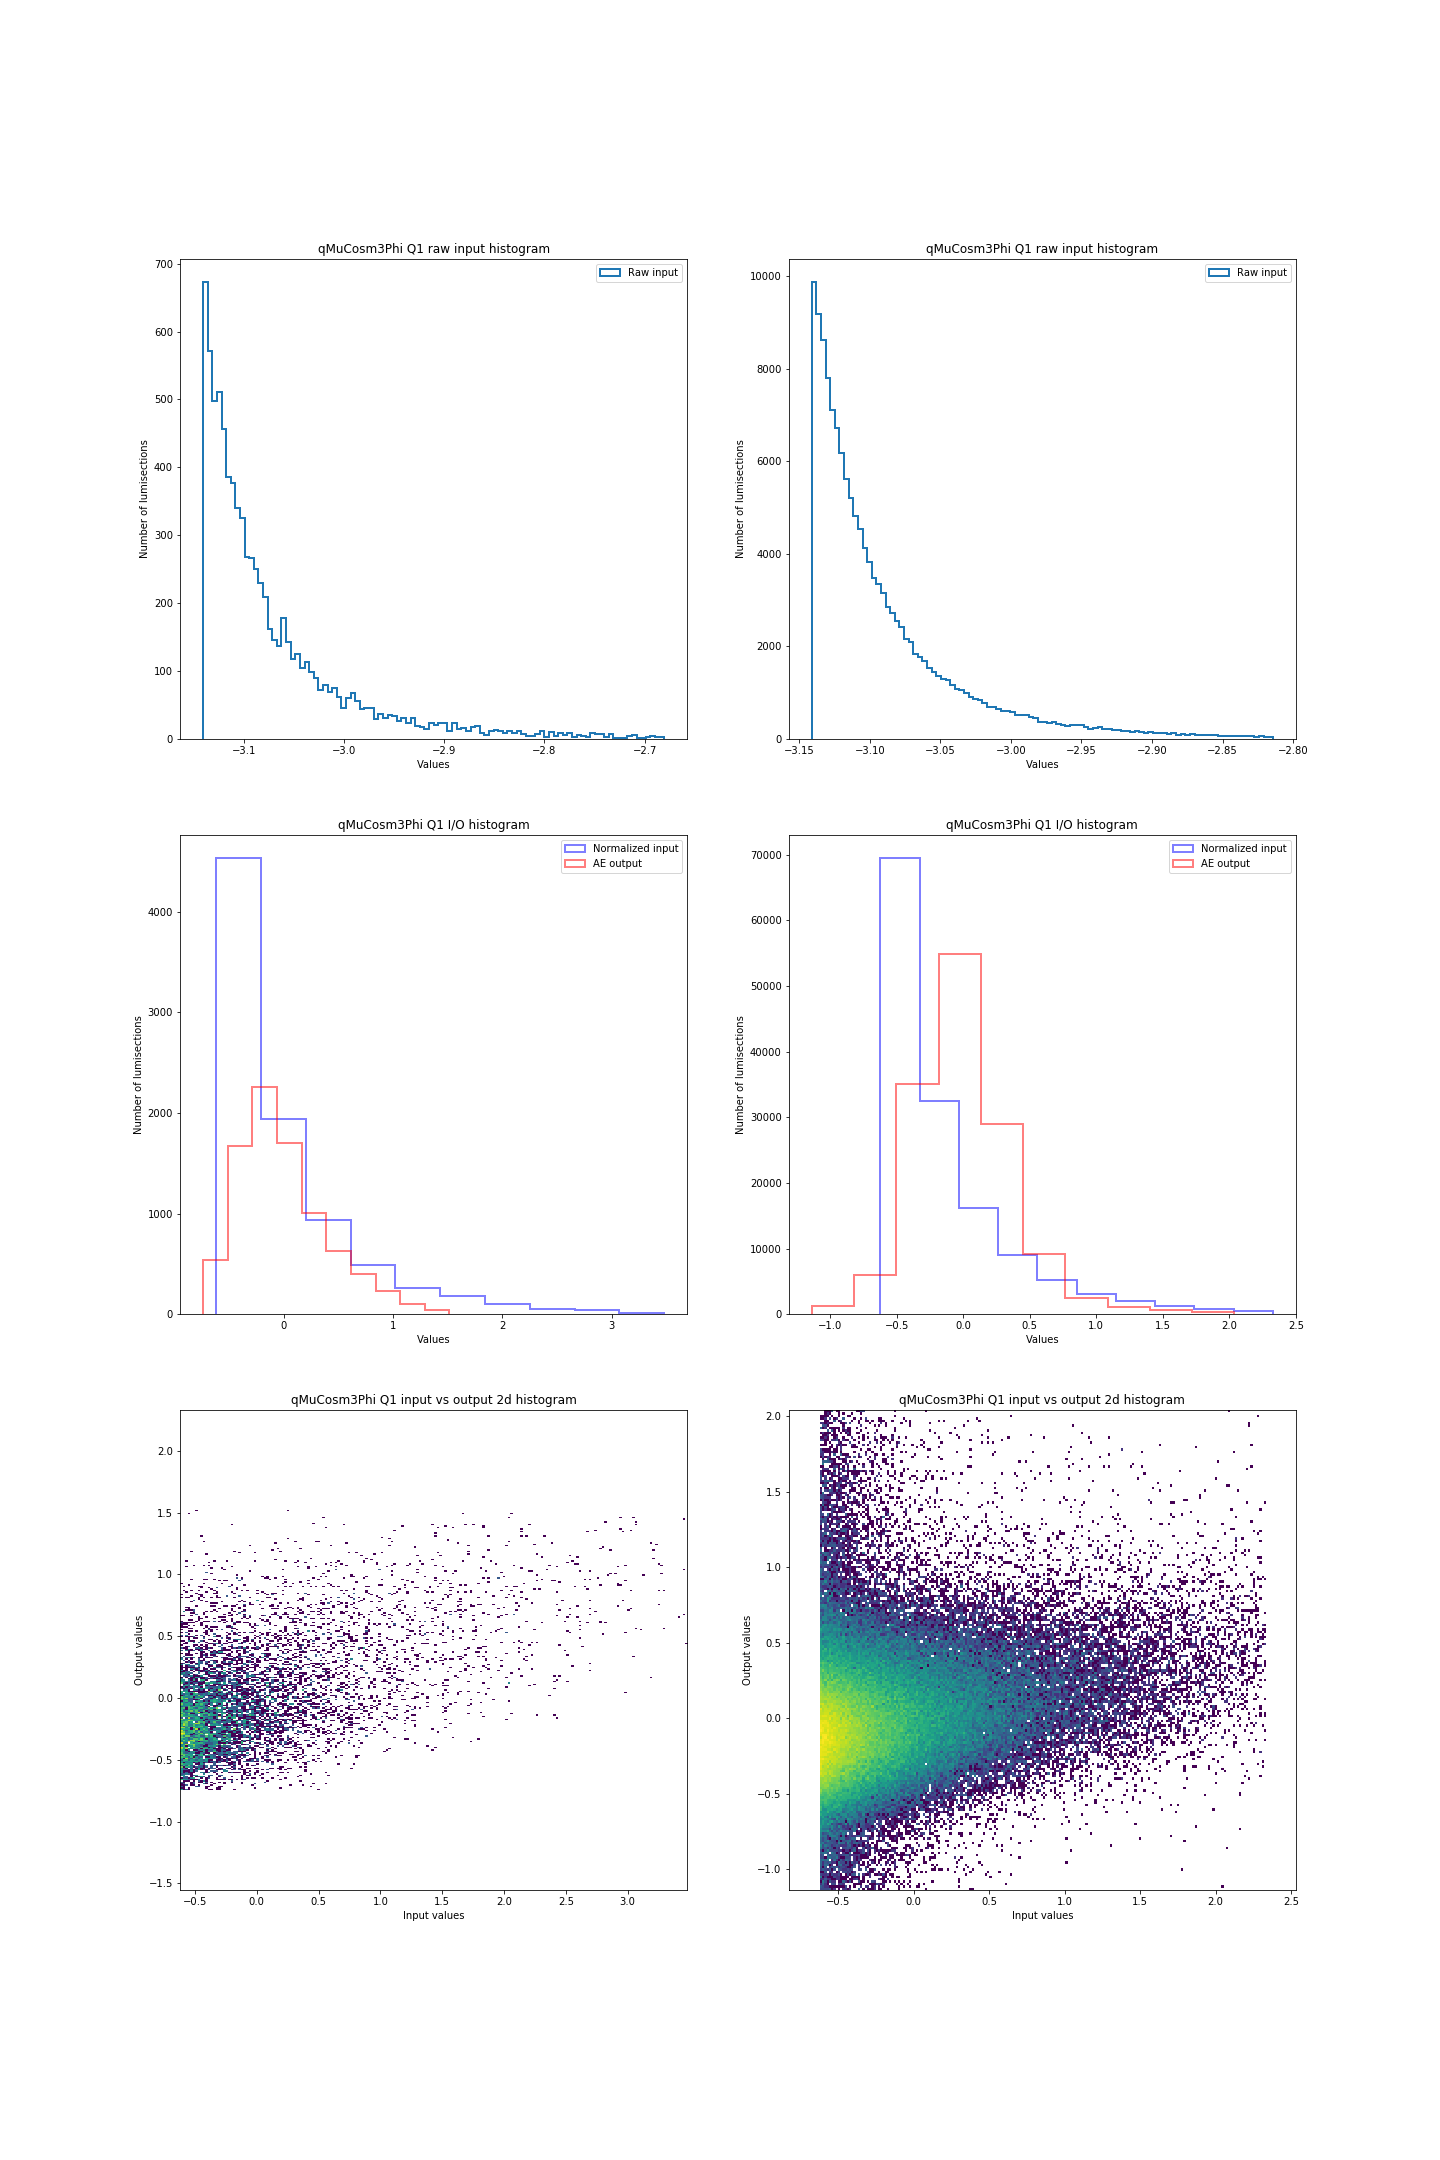 qMuCosm3Phi Q1 raw input histogram
Raw input
700
600
500
400
300
200
100
0
Number of lumisections
−3.1 −3.0 −2.9 −2.8 −2.7
Values
qMuCosm3Phi Q1 raw input histogram
Raw input
10000
8000
6000
4000
2000
0
Number of lumisections
−3.15 −3.10 −3.05 −3.00 −2.95 −2.90 −2.85 −2.80
Values
qMuCosm3Phi Q1 I/O histogram
Normalized input
AE output
4000
3000
2000
1000
0
Number of lumisections
0 1 2 3
Values
qMuCosm3Phi Q1 I/O histogram
Normalized input
AE output
70000
60000
50000
40000
30000
20000
10000
0
Number of lumisections
−1.0 −0.5 0.0 0.5 1.0 1.5 2.0 2.5
Values
qMuCosm3Phi Q1 input vs output 2d histogram
2.0
1.5
1.0
0.5
0.0
−0.5
−1.0
−1.5
Output values
−0.5 0.0 0.5 1.0 1.5 2.0 2.5 3.0
Input values
qMuCosm3Phi Q1 input vs output 2d histogram
2.0
1.5
1.0
0.5
0.0
−0.5
−1.0
Output values
−0.5 0.0 0.5 1.0 1.5 2.0 2.5
Input values